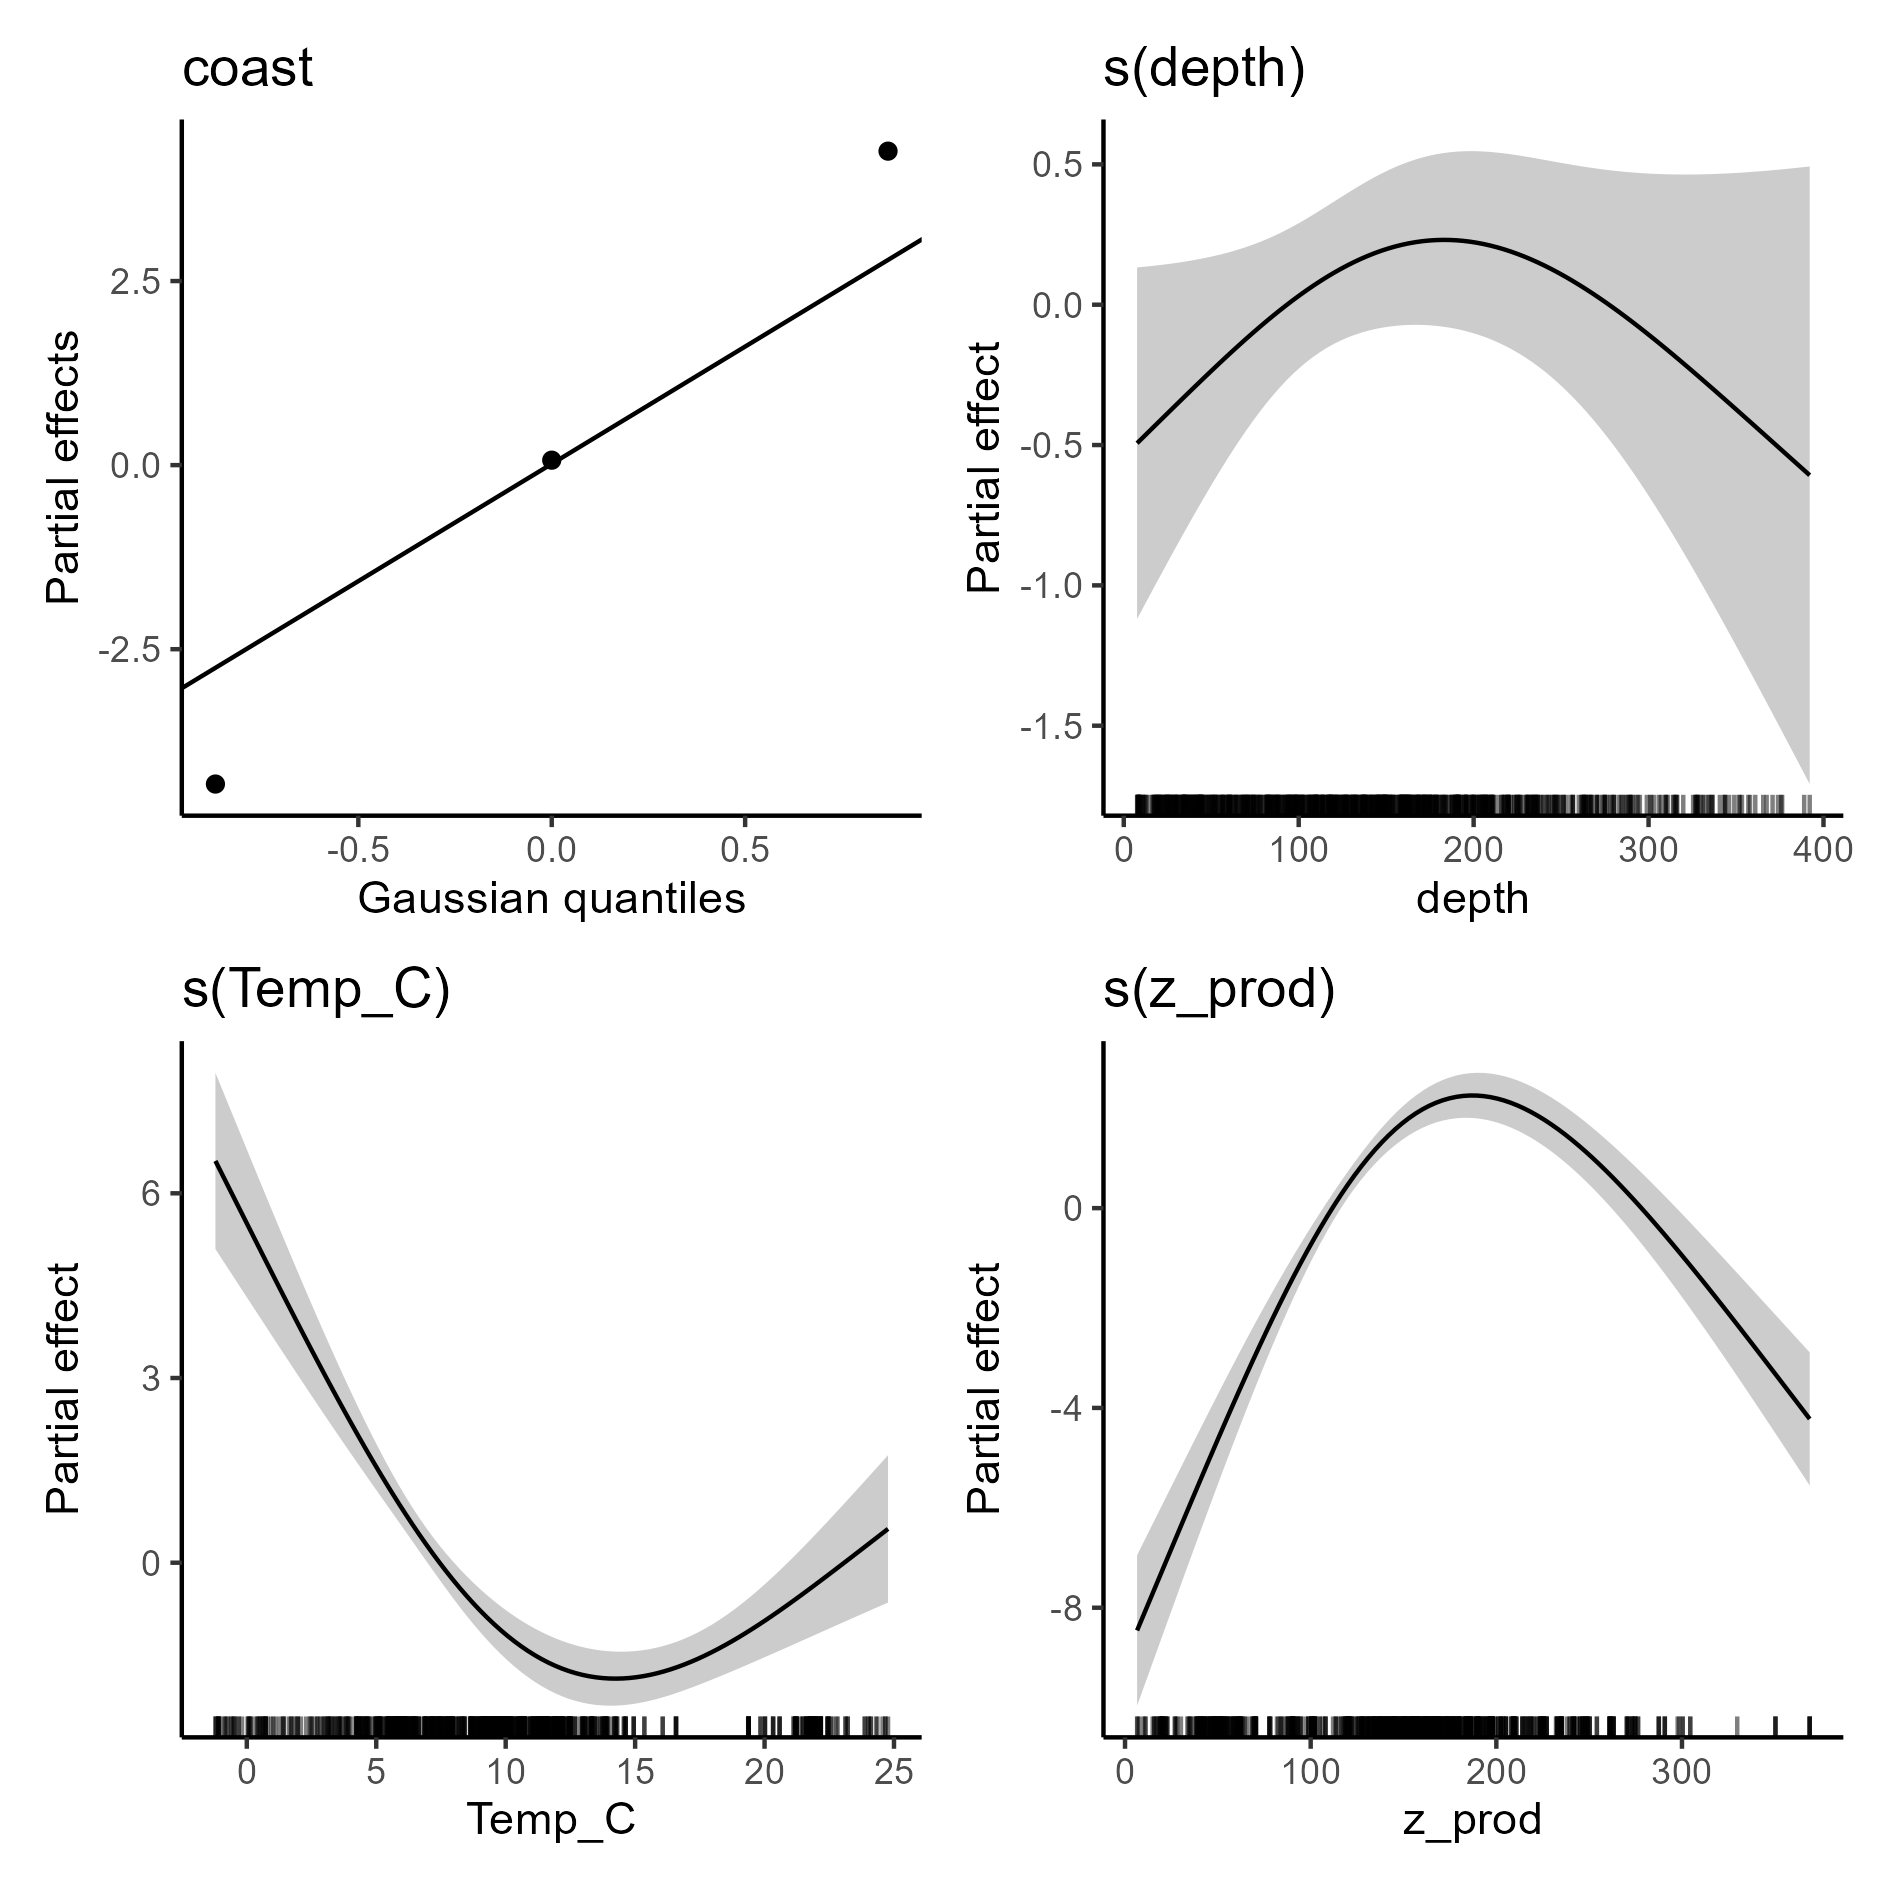 coast
Partial effects
2.5
0.0
-2.5
-0.5 0.0 0.5
Gaussian quantiles
s(depth)
Partial effect
0.5
0.0
-0.5
-1.0
-1.5
0 100 200 300 400
depth
s(Temp_C)
Partial effect
6
3
0
0 5 10 15 20 25
Temp_C
s(z_prod)
Partial effect
0
-4
-8
0 100 200 300
z_prod